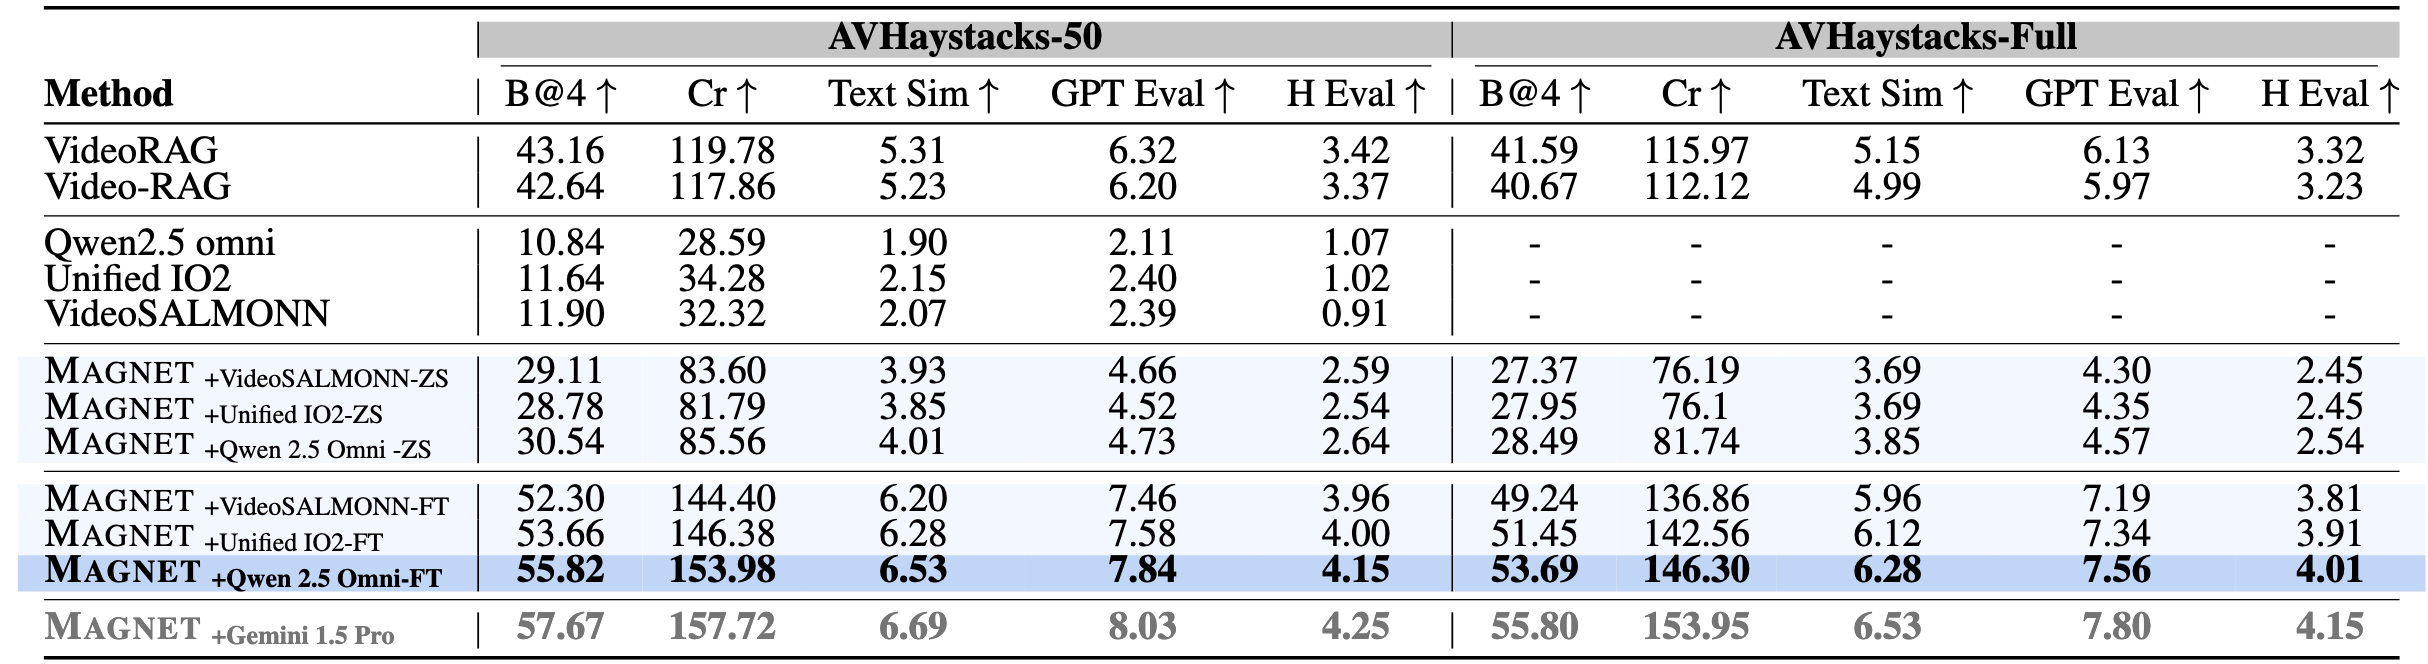 AVHaystacks-50 AVHaystacks-Full
Method B@4 ↑ Cr ↑ Text Sim ↑ GPT Eval ↑ H Eval ↑ B@4 ↑ Cr ↑ Text Sim ↑ GPT Eval ↑ H Eval ↑
VideoRAG 43.16 119.78 5.31 6.32 3.42 41.59 115.97 5.15 6.13 3.32
Video-RAG 42.64 117.86 5.23 6.20 3.37 40.67 112.12 4.99 5.97 3.23
Qwen2.5 omni 10.84 28.59 1.90 2.11 1.07 - - - - -
Unified IO2 11.64 34.28 2.15 2.40 1.02 - - - - -
VideoSALMONN 11.90 32.32 2.07 2.39 0.91 - - - - -
MAGNET +VideoSALMONN-ZS 29.11 83.60 3.93 4.66 2.59 27.37 76.19 3.69 4.30 2.45
MAGNET +Unified IO2-ZS 28.78 81.79 3.85 4.52 2.54 27.95 76.1 3.69 4.35 2.45
MAGNET +Qwen 2.5 Omni -ZS 30.54 85.56 4.01 4.73 2.64 28.49 81.74 3.85 4.57 2.54
MAGNET +VideoSALMONN-FT 52.30 144.40 6.20 7.46 3.96 49.24 136.86 5.96 7.19 3.81
MAGNET +Unified IO2-FT 53.66 146.38 6.28 7.58 4.00 51.45 142.56 6.12 7.34 3.91
MAGNET +Qwen 2.5 Omni-FT 55.82 153.98 6.53 7.84 4.15 53.69 146.30 6.28 7.56 4.01
MAGNET +Gemini 1.5 Pro 57.67 157.72 6.69 8.03 4.25 55.80 153.95 6.53 7.80 4.15